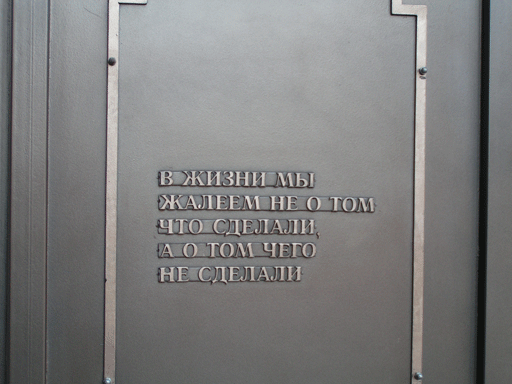 В ЖИЗНИ МЫ
ЖАЛЕЕМ НЕ О ТОМ
ЧТО СДЕЛАЛИ,
А О ТОМ ЧЕГО
НЕ СДЕЛАЛИ